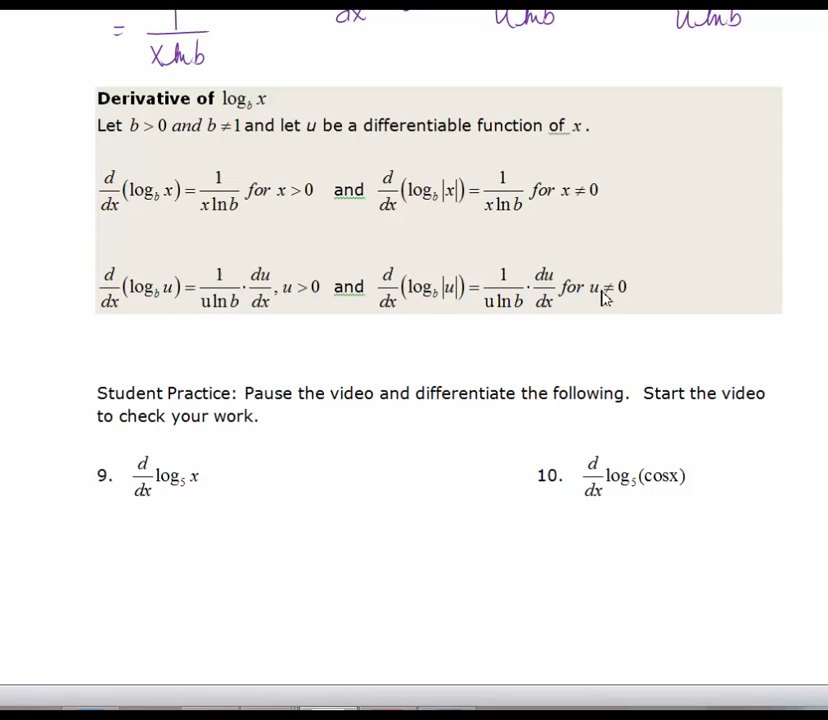 = 1/(x ln b) dx u ln b u ln b
Derivative of log_b x
Let b > 0 and b ≠ 1 and let u be a differentiable function of x.
d/dx (log_b x) = 1/(x ln b) for x > 0 and d/dx (log_b |x|) = 1/(x ln b) for x ≠ 0
d/dx (log_b u) = 1/(u ln b) · du/dx , u > 0 and d/dx (log_b |u|) = 1/(u ln b) · du/dx for u ≠ 0
Student Practice: Pause the video and differentiate the following. Start the video
to check your work.
9. d/dx log_5 x 10. d/dx log_5 (cosx)